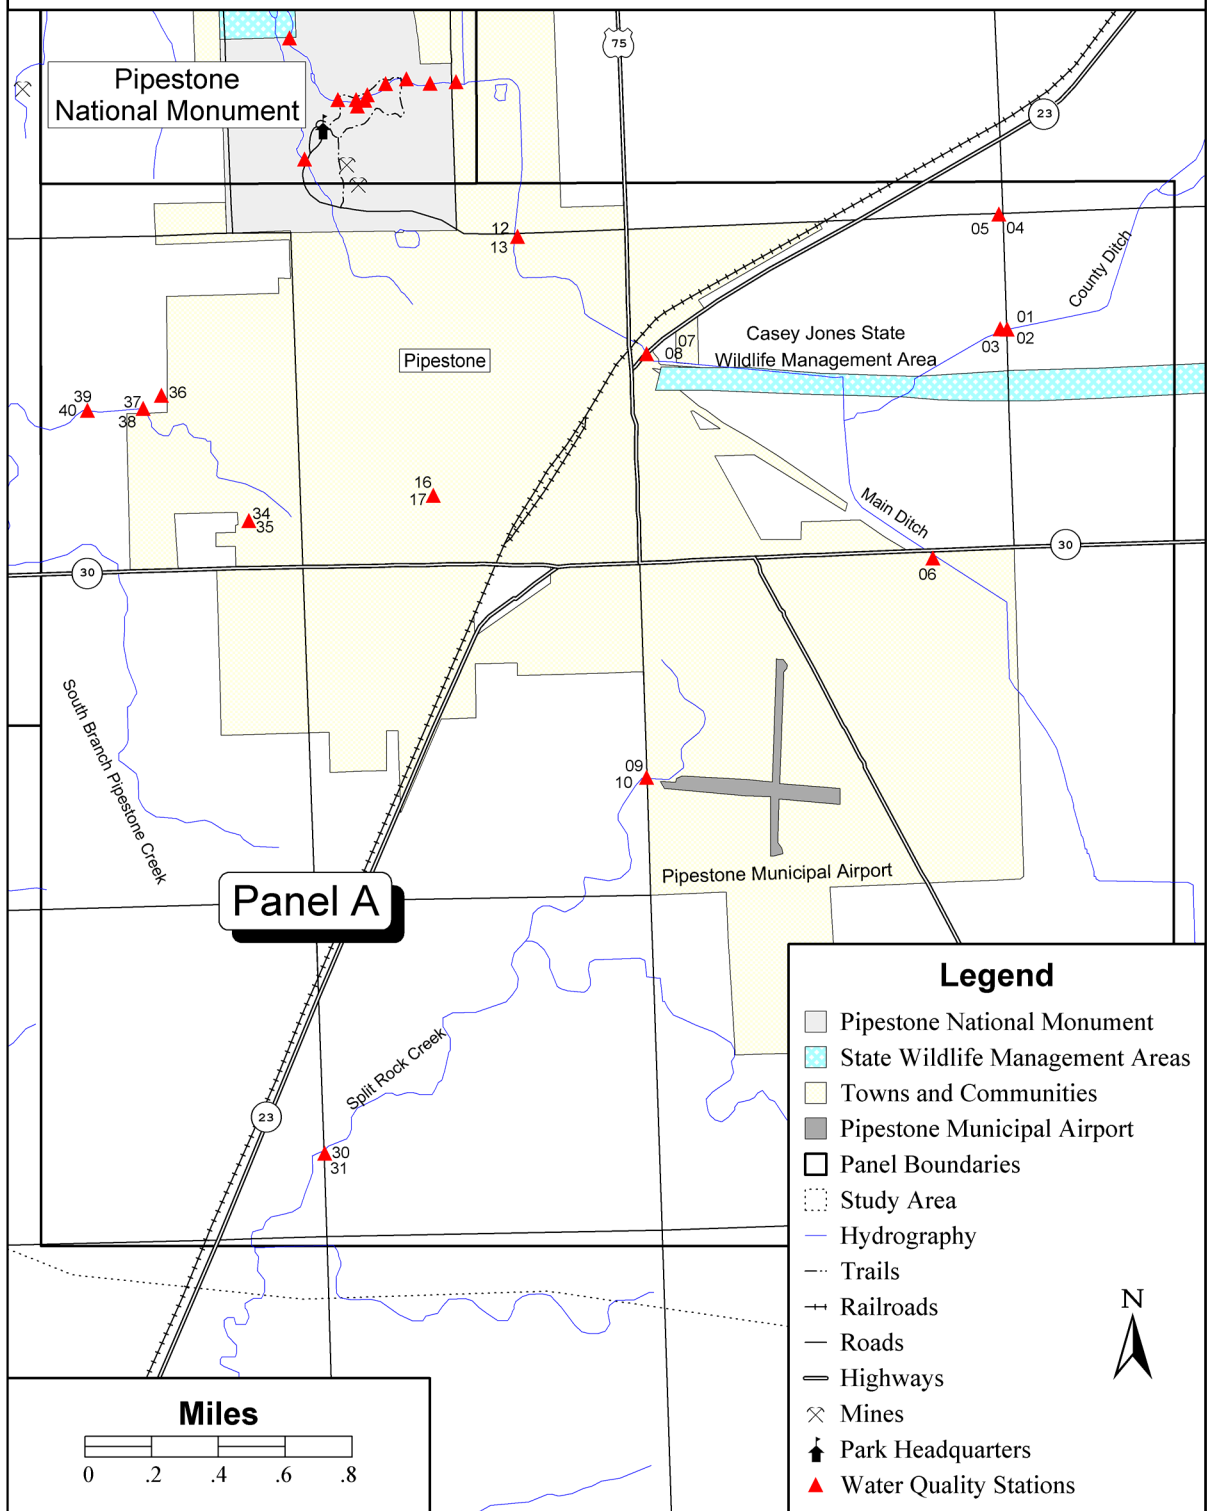 75
Pipestone
National Monument
23
12
13
05 04
County Ditch
01
02
03
07
08
Casey Jones State
Wildlife Management Area
Pipestone
39
40
37
38
36
16
17
34
35
Main Ditch
30
06
30
South Branch Pipestone Creek
09
10
Pipestone Municipal Airport
Panel A
Split Rock Creek
23
30
31
Legend
Pipestone National Monument
State Wildlife Management Areas
Towns and Communities
Pipestone Municipal Airport
Panel Boundaries
Study Area
Hydrography
Trails
Railroads
Roads
Highways
Mines
Park Headquarters
Water Quality Stations
N
Miles
0 .2 .4 .6 .8